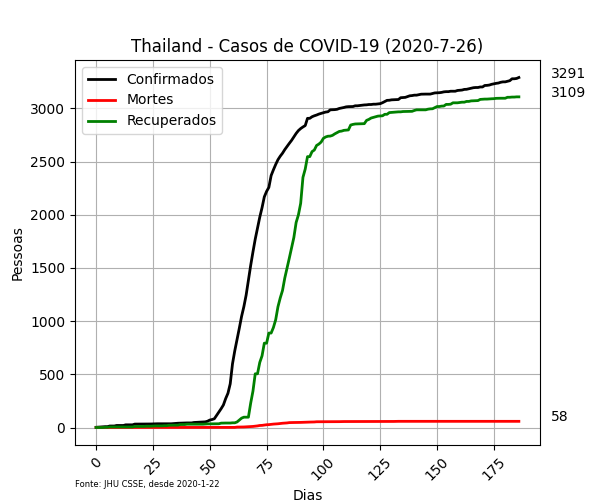 Thailand - Casos de COVID-19 (2020-7-26)
Confirmados
Mortes
Recuperados
3291
3109
58
Pessoas
3000
2500
2000
1500
1000
500
0
0 25 50 75 100 125 150 175
Dias
Fonte: JHU CSSE, desde 2020-1-22